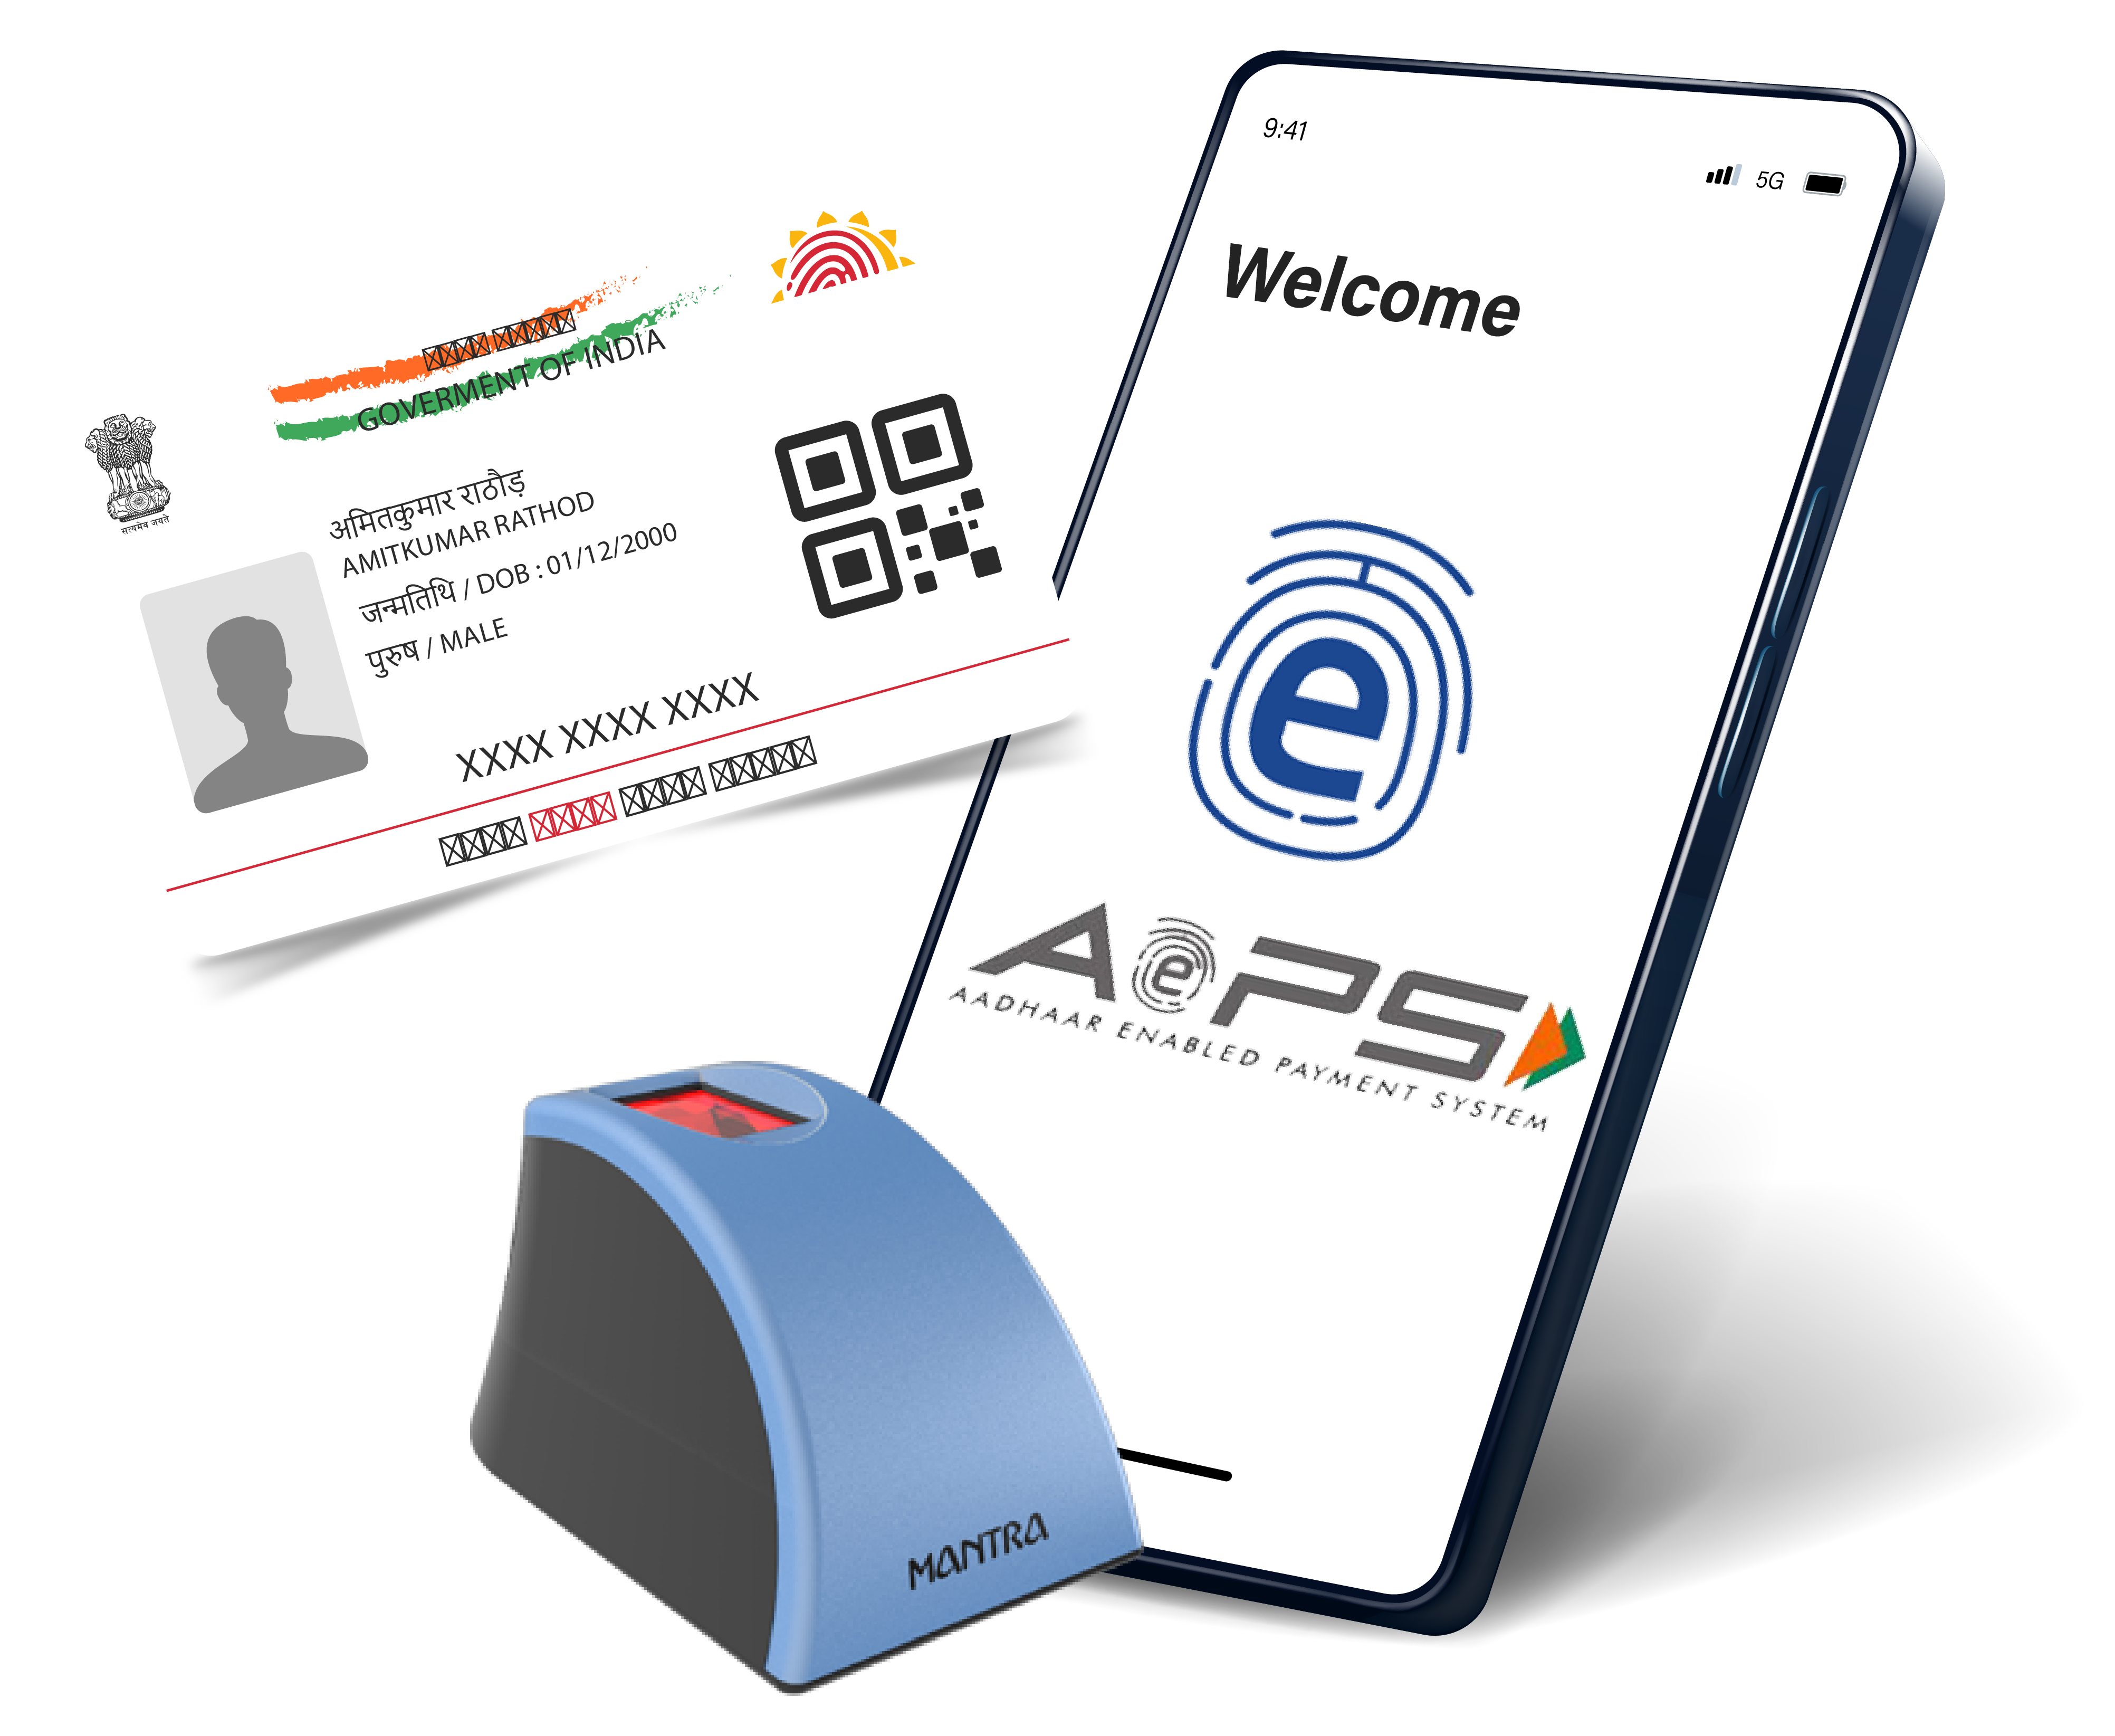 GOVERMENT OF INDIA
सत्यमेव जयते
अमितकुमार राठौड़
AMITKUMAR RATHOD
जन्मतिथि / DOB : 01/12/2000
पुरुष / MALE
XXXX XXXX XXXX
9:41
5G
Welcome
e
AePS
AADHAAR ENABLED PAYMENT SYSTEM
MANTRA